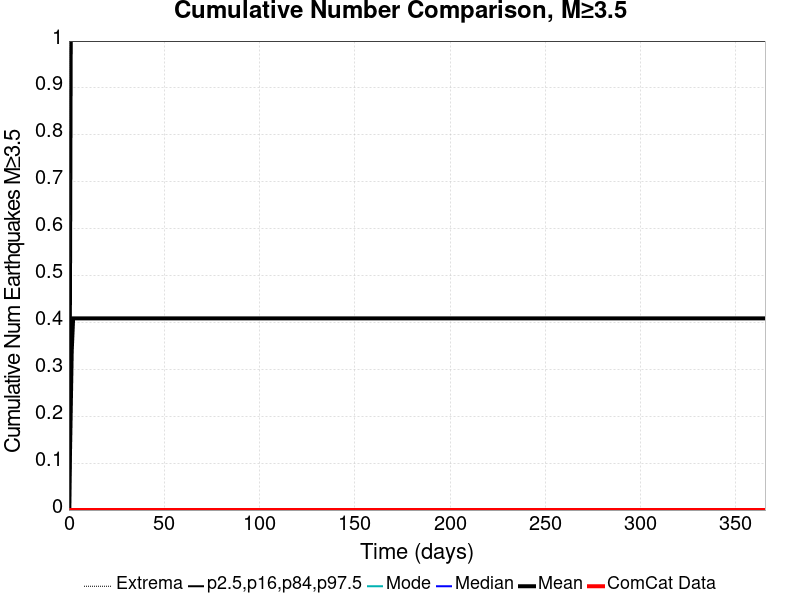 Cumulative Number Comparison, M≥3.5
Cumulative Num Earthquakes M≥3.5
1
0.9
0.8
0.7
0.6
0.5
0.4
0.3
0.2
0.1
0
0 50 100 150 200 250 300 350
Time (days)
Extrema p2.5,p16,p84,p97.5 Mode Median Mean ComCat Data